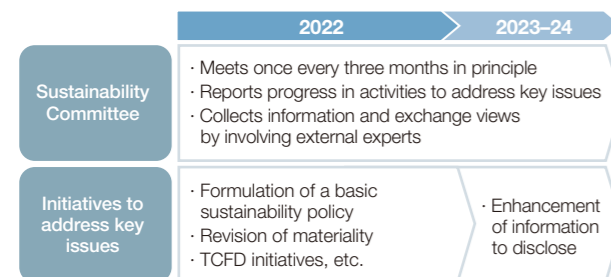 2022
2023–24
Sustainability
Committee
· Meets once every three months in principle
· Reports progress in activities to address key issues
· Collects information and exchange views
by involving external experts
Initiatives to
address key
issues
· Formulation of a basic
sustainability policy
· Revision of materiality
· TCFD initiatives, etc.
· Enhancement
of information
to disclose